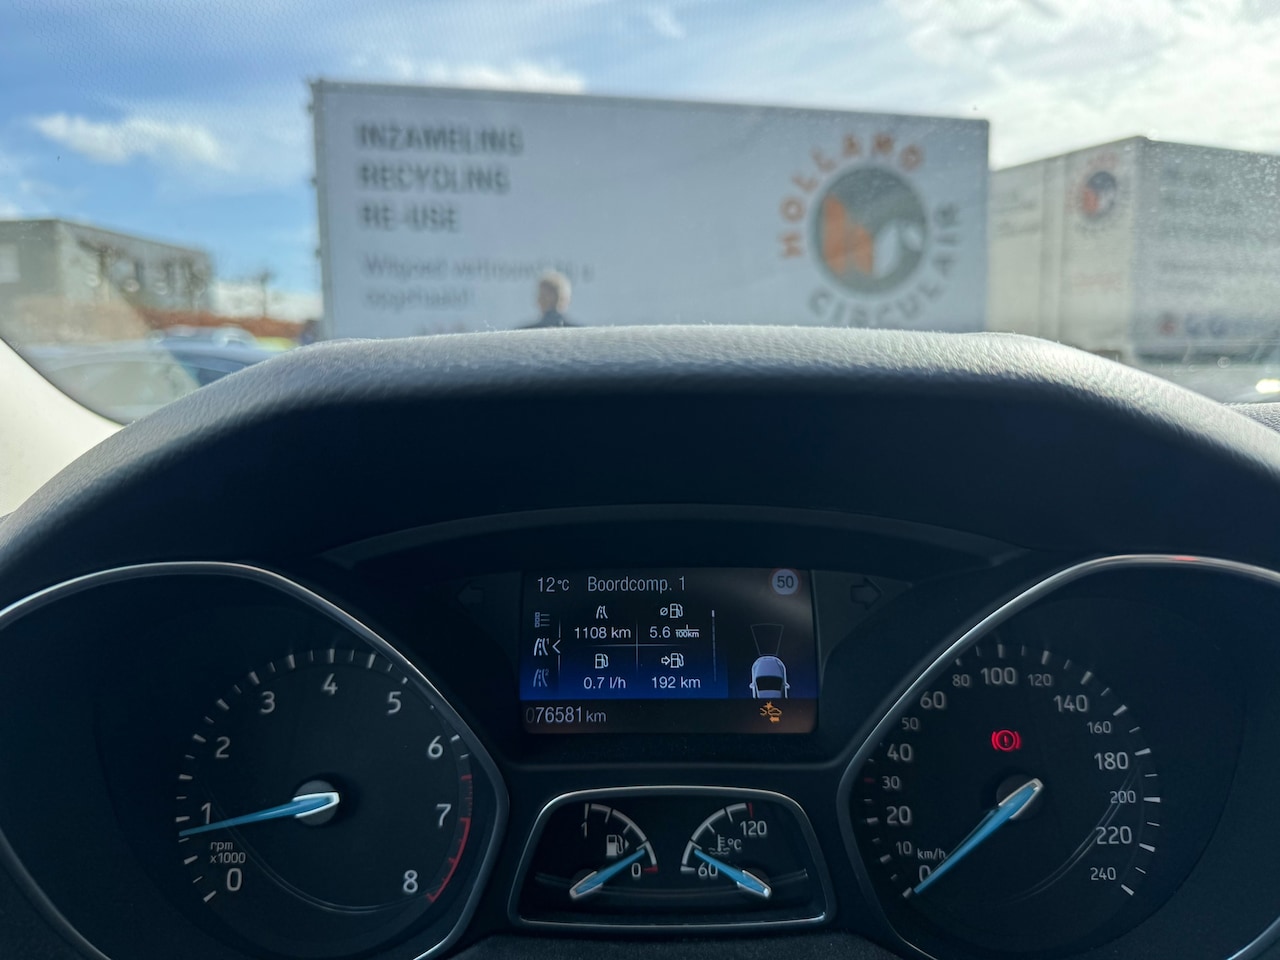 INZAMELING
RECYCLING
RE-USE
HOLLAND
CIRCULAIR
12°C Boordcomp. 1 50
1108 km 5.6 l/100km
0.7 l/h 192 km
076581 km
0 1 2 3 4 5 6 7 8
rpm
x1000
1 0
60 120
°C
0 10 20 30 40 50 60 80 100 120 140 160 180 200 220 240
km/h